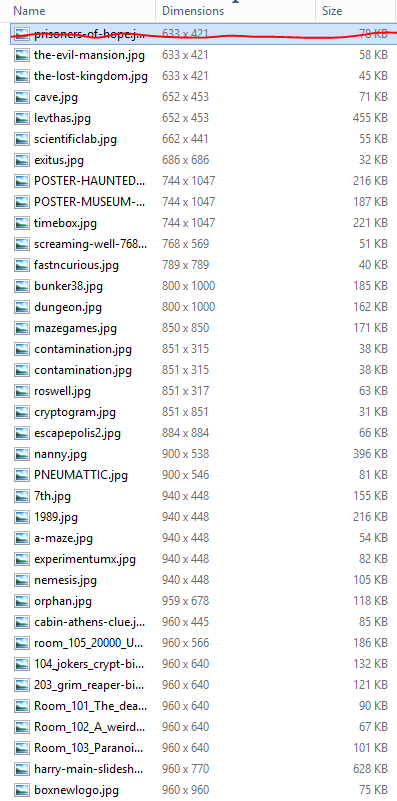 Name Dimensions Size
prisoners-of-hope.j... 633 x 421 78 KB
the-evil-mansion.jpg 633 x 421 58 KB
the-lost-kingdom.jpg 633 x 421 45 KB
cave.jpg 652 x 453 71 KB
levthas.jpg 652 x 453 455 KB
scientificlab.jpg 662 x 441 55 KB
exitus.jpg 686 x 686 32 KB
POSTER-HAUNTED... 744 x 1047 216 KB
POSTER-MUSEUM-... 744 x 1047 187 KB
timebox.jpg 744 x 1047 221 KB
screaming-well-768... 768 x 569 51 KB
fastncurious.jpg 789 x 789 40 KB
bunker38.jpg 800 x 1000 185 KB
dungeon.jpg 800 x 1000 162 KB
mazegames.jpg 850 x 850 171 KB
contamination.jpg 851 x 315 38 KB
contamination.jpg 851 x 315 38 KB
roswell.jpg 851 x 317 63 KB
cryptogram.jpg 851 x 851 31 KB
escapepolis2.jpg 884 x 884 66 KB
nanny.jpg 900 x 538 396 KB
PNEUMATTIC.jpg 900 x 546 81 KB
7th.jpg 940 x 448 155 KB
1989.jpg 940 x 448 216 KB
a-maze.jpg 940 x 448 54 KB
experimentumx.jpg 940 x 448 82 KB
nemesis.jpg 940 x 448 105 KB
orphan.jpg 959 x 678 118 KB
cabin-athens-clue.j... 960 x 445 85 KB
room_105_20000_U... 960 x 566 186 KB
104_jokers_crypt-bi... 960 x 640 132 KB
203_grim_reaper-bi... 960 x 640 121 KB
Room_101_The_dea... 960 x 640 90 KB
Room_102_A_weird... 960 x 640 67 KB
Room_103_Paranoi... 960 x 640 101 KB
harry-main-slidesh... 960 x 770 628 KB
boxnewlogo.jpg 960 x 960 75 KB